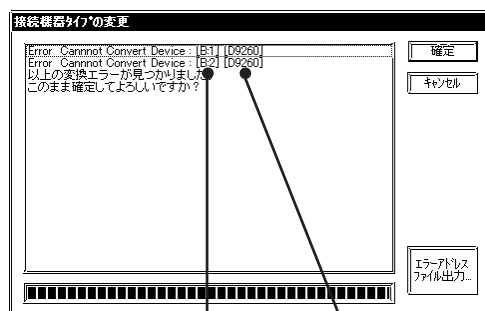 接続機器ﾀｲﾌﾟの変更
Error Cannnot Convert Device : [B:1] [D9260]
Error Cannnot Convert Device : [B:2] [D9260]
以上の変換エラーが見つかりました
このまま確定してよろしいですか？
確定
ｷｬﾝｾﾙ
ｴﾗｰｱﾄﾞﾚｽ
ﾌｧｲﾙ出力...